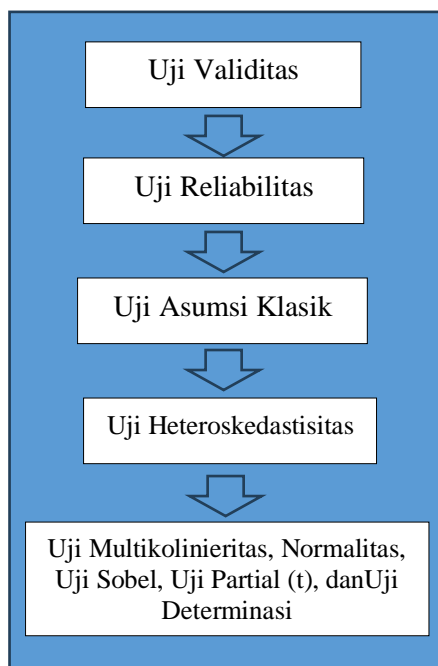 Uji Validitas
Uji Reliabilitas
Uji Asumsi Klasik
Uji Heteroskedastisitas
Uji Multikolinieritas, Normalitas,
Uji Sobel, Uji Partial (t), danUji
Determinasi